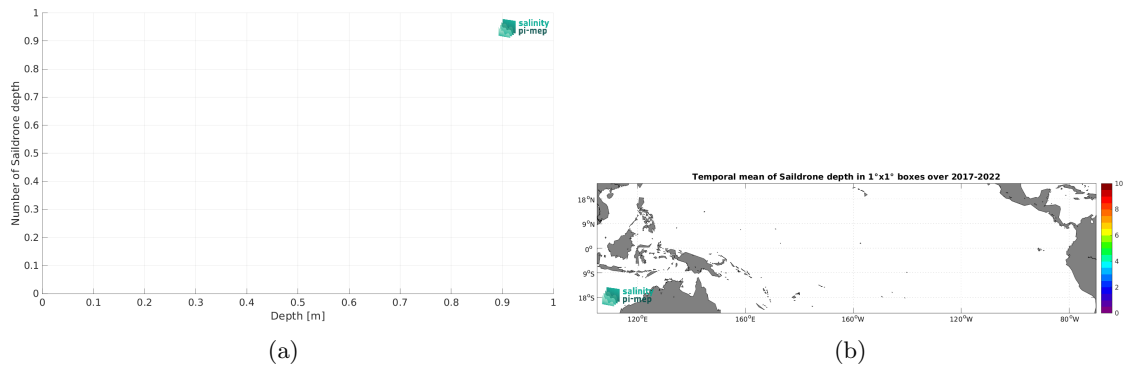 1
0.9
0.8
0.7
0.6
0.5
0.4
0.3
0.2
0.1
0
Number of Saildrone depth
salinity
pi-mep
0 0.1 0.2 0.3 0.4 0.5 0.6 0.7 0.8 0.9 1
Depth [m]
(a)
Temporal mean of Saildrone depth in 1°x1° boxes over 2017-2022
18°N
9°N
0°
9°S
18°S
salinity
pi-mep
120°E 160°E 160°W 120°W 80°W
10
8
6
4
2
0
(b)